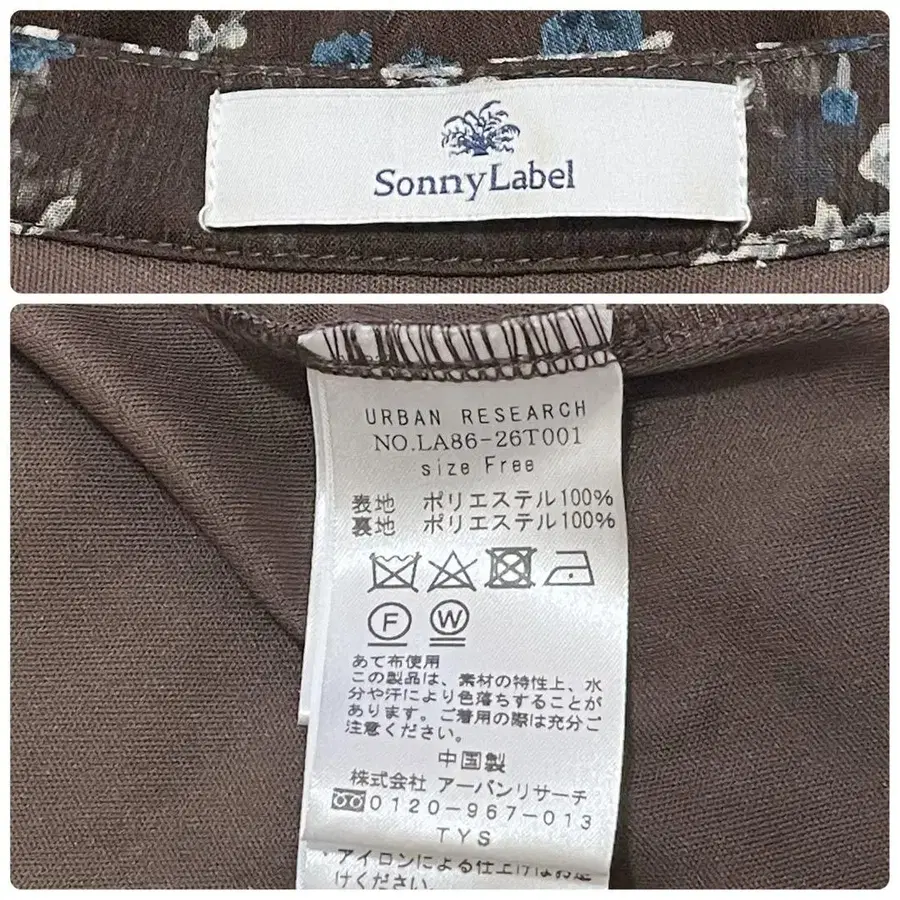 Sonny Label
URBAN RESEARCH
NO.LA86-26T001
size Free
表地 ポリエステル100%
裏地 ポリエステル100%
F W
あて布使用
この製品は、素材の特性上、水
分や汗により色落ちすることが
あります。ご着用の際は充分ご
注意ください。
中国製
株式会社 アーバンリサーチ
0120-967-013
TYS
アイロンによる仕上げはお避
けください